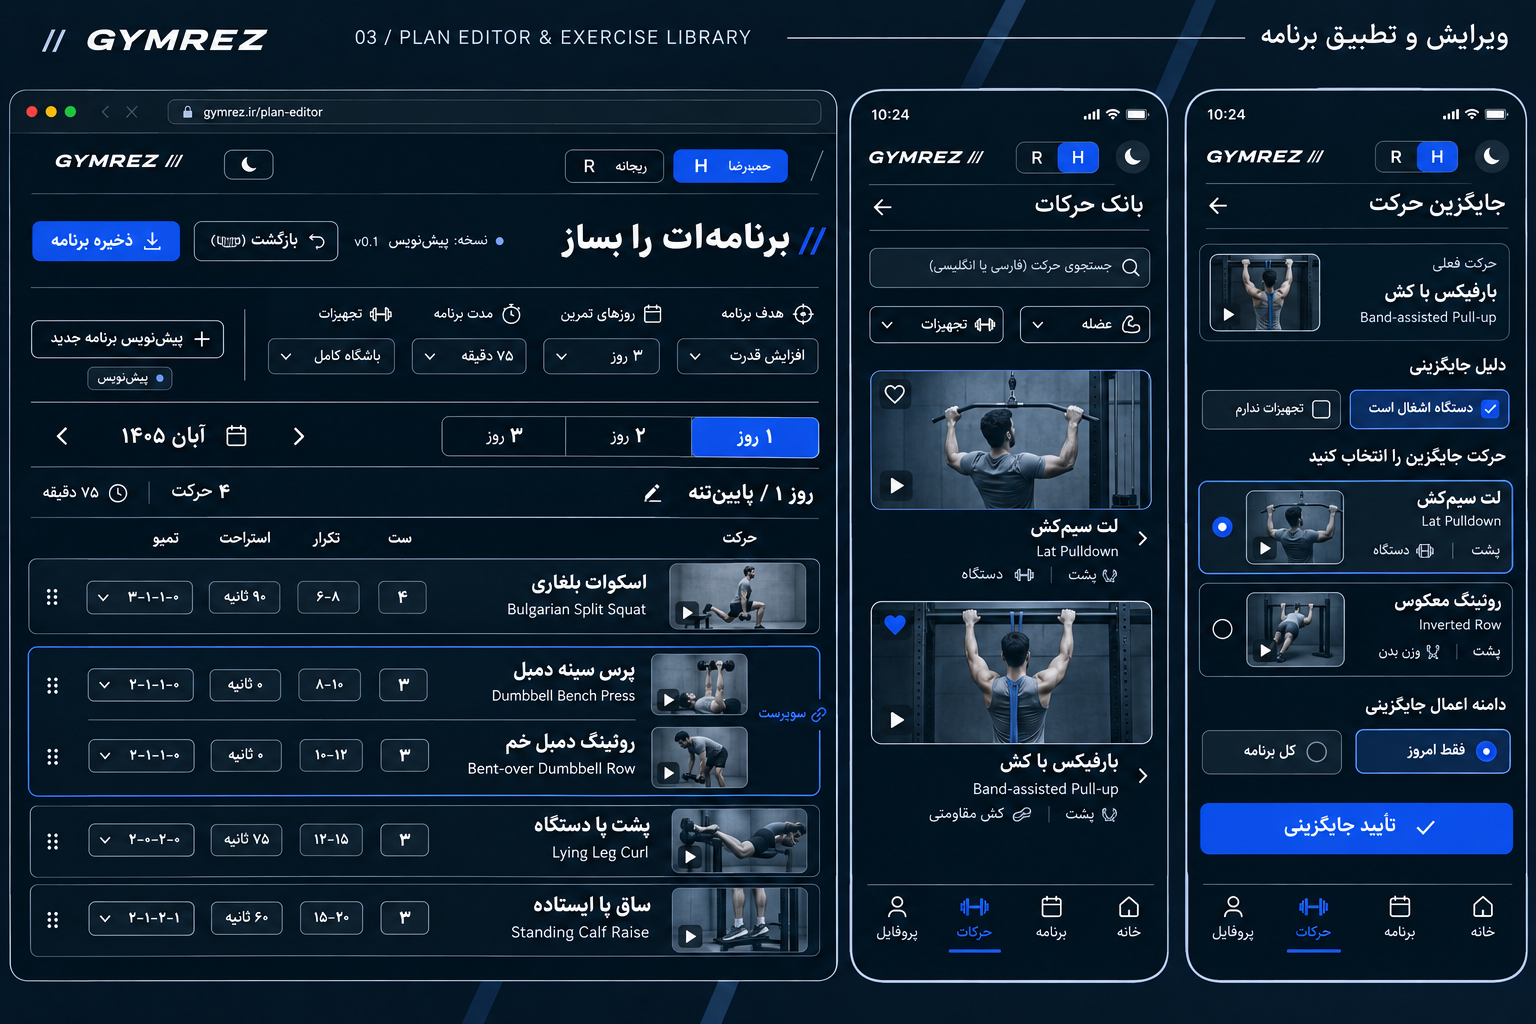 // GYMREZ
03 / PLAN EDITOR & EXERCISE LIBRARY
ویرایش و تطبیق برنامه
gymrez.ir/plan-editor
GYMREZ ///
R ریحانه
H حمیدرضا
// برنامه‌ات را بساز
نسخه: پیش‌نویس v0.1
بازگشت
ذخیره برنامه
هدف برنامه
روزهای تمرین
مدت برنامه
تجهیزات
افزایش قدرت
۳ روز
۷۵ دقیقه
باشگاه کامل
+ پیش‌نویس برنامه جدید
پیش‌نویس
روز ۱
روز ۲
روز ۳
آبان ۱۴۰۵
روز ۱ / پایین‌تنه
۴ حرکت
۷۵ دقیقه
حرکت
ست
تکرار
استراحت
تمپو
اسکوات بلغاری
Bulgarian Split Squat
۴
۶-۸
۹۰ ثانیه
۳-۱-۱-۰
سوپرست
پرس سینه دمبل
Dumbbell Bench Press
۳
۸-۱۰
۰ ثانیه
۲-۱-۱-۰
روئینگ دمبل خم
Bent-over Dumbbell Row
۳
۱۰-۱۲
۰ ثانیه
۲-۱-۱-۰
پشت پا دستگاه
Lying Leg Curl
۳
۱۲-۱۵
۷۵ ثانیه
۲-۰-۲-۰
ساق پا ایستاده
Standing Calf Raise
۳
۱۵-۲۰
۶۰ ثانیه
۲-۱-۲-۱
10:24
GYMREZ ///
R H
بانک حرکات
جستجوی حرکت (فارسی یا انگلیسی)
عضله
تجهیزات
لت سیم‌کش
Lat Pulldown
پشت | دستگاه
بارفیکس با کش
Band-assisted Pull-up
پشت | کش مقاومتی
خانه
برنامه
حرکات
پروفایل
10:24
GYMREZ ///
R H
جایگزین حرکت
حرکت فعلی
بارفیکس با کش
Band-assisted Pull-up
دلیل جایگزینی
دستگاه اشغال است
تجهیزات ندارم
حرکت جایگزین را انتخاب کنید
لت سیم‌کش
Lat Pulldown
پشت | دستگاه
روئینگ معکوس
Inverted Row
پشت | وزن بدن
دامنه اعمال جایگزینی
فقط امروز
کل برنامه
تأیید جایگزینی
خانه
برنامه
حرکات
پروفایل